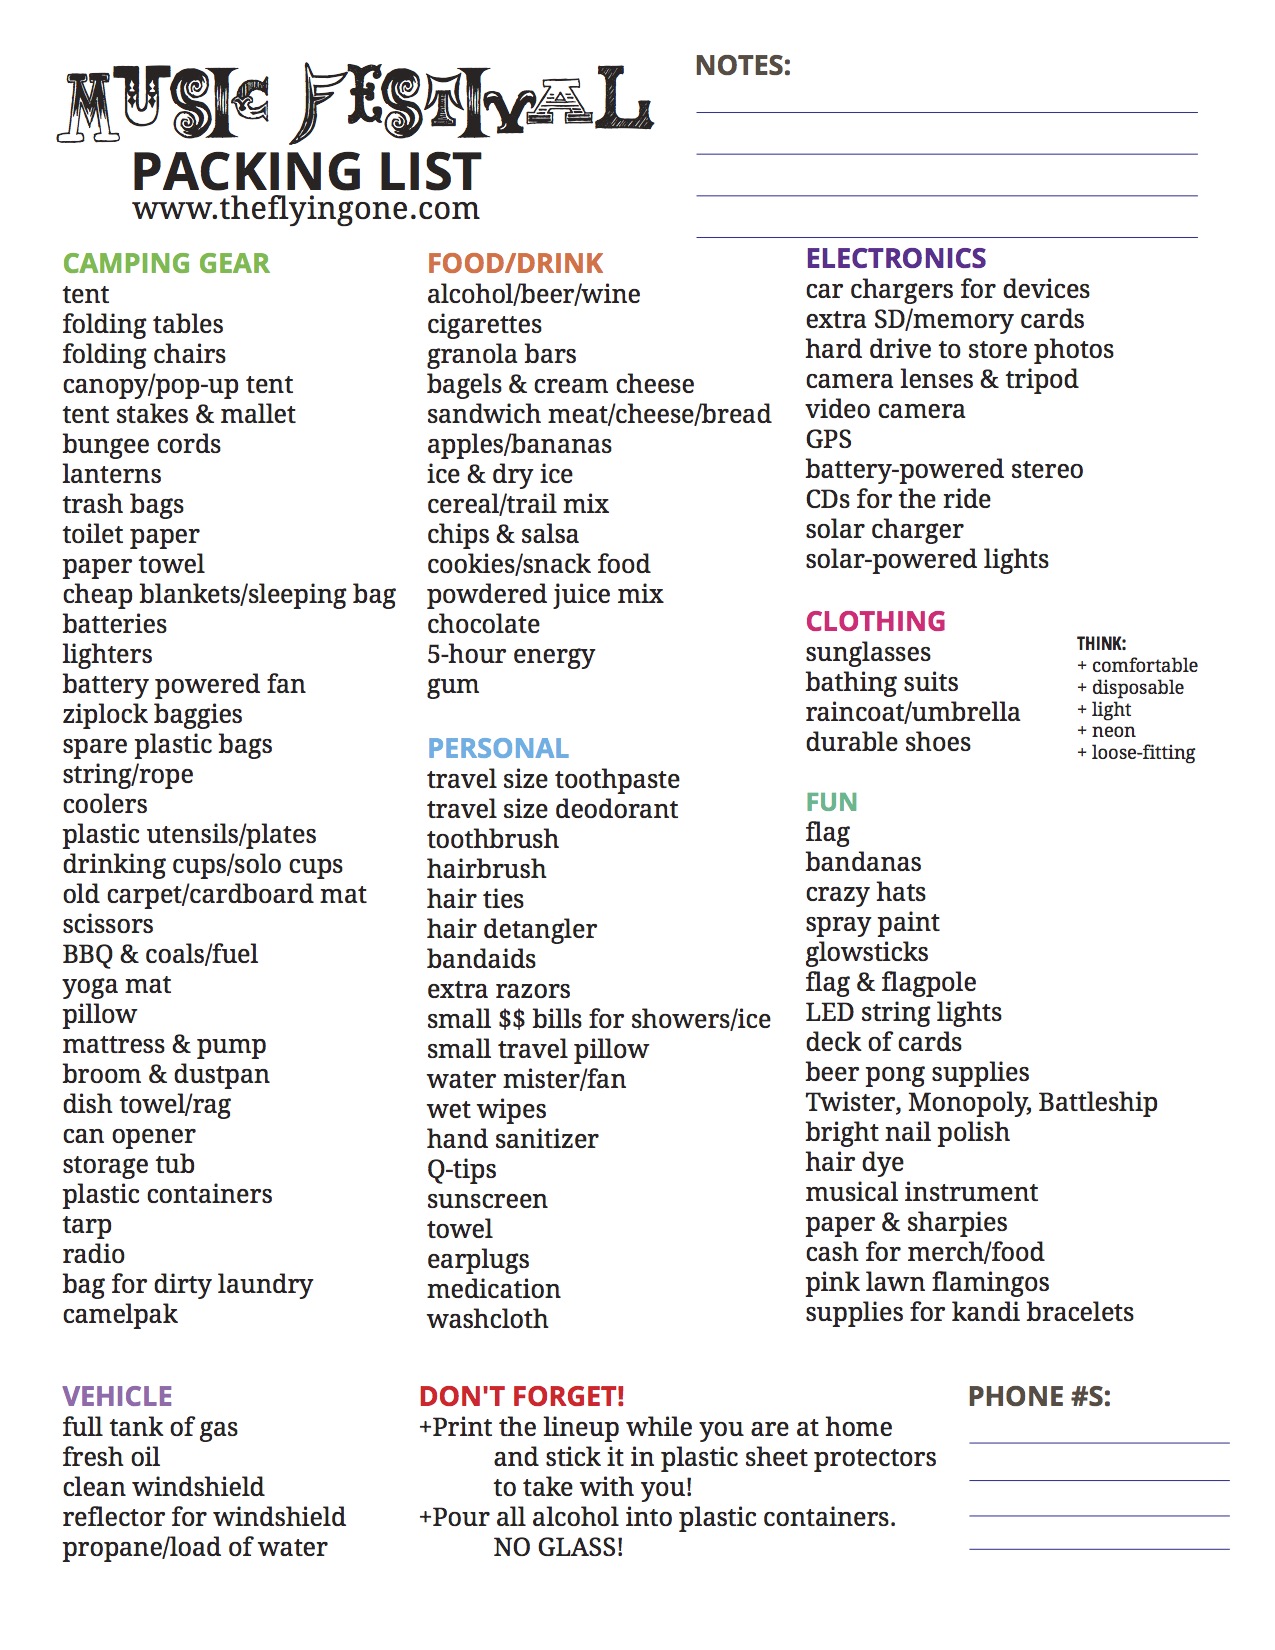 MUSIC FESTIVAL
PACKING LIST
www.theflyingone.com
NOTES:
CAMPING GEAR
tent
folding tables
folding chairs
canopy/pop-up tent
tent stakes & mallet
bungee cords
lanterns
trash bags
toilet paper
paper towel
cheap blankets/sleeping bag
batteries
lighters
battery powered fan
ziplock baggies
spare plastic bags
string/rope
coolers
plastic utensils/plates
drinking cups/solo cups
old carpet/cardboard mat
scissors
BBQ & coals/fuel
yoga mat
pillow
mattress & pump
broom & dustpan
dish towel/rag
can opener
storage tub
plastic containers
tarp
radio
bag for dirty laundry
camelpak
FOOD/DRINK
alcohol/beer/wine
cigarettes
granola bars
bagels & cream cheese
sandwich meat/cheese/bread
apples/bananas
ice & dry ice
cereal/trail mix
chips & salsa
cookies/snack food
powdered juice mix
chocolate
5-hour energy
gum
PERSONAL
travel size toothpaste
travel size deodorant
toothbrush
hairbrush
hair ties
hair detangler
bandaids
extra razors
small $$ bills for showers/ice
small travel pillow
water mister/fan
wet wipes
hand sanitizer
Q-tips
sunscreen
towel
earplugs
medication
washcloth
ELECTRONICS
car chargers for devices
extra SD/memory cards
hard drive to store photos
camera lenses & tripod
video camera
GPS
battery-powered stereo
CDs for the ride
solar charger
solar-powered lights
CLOTHING
sunglasses
bathing suits
raincoat/umbrella
durable shoes
THINK:
+ comfortable
+ disposable
+ light
+ neon
+ loose-fitting
FUN
flag
bandanas
crazy hats
spray paint
glowsticks
flag & flagpole
LED string lights
deck of cards
beer pong supplies
Twister, Monopoly, Battleship
bright nail polish
hair dye
musical instrument
paper & sharpies
cash for merch/food
pink lawn flamingos
supplies for kandi bracelets
VEHICLE
full tank of gas
fresh oil
clean windshield
reflector for windshield
propane/load of water
DON'T FORGET!
+Print the lineup while you are at home
and stick it in plastic sheet protectors
to take with you!
+Pour all alcohol into plastic containers.
NO GLASS!
PHONE #S: